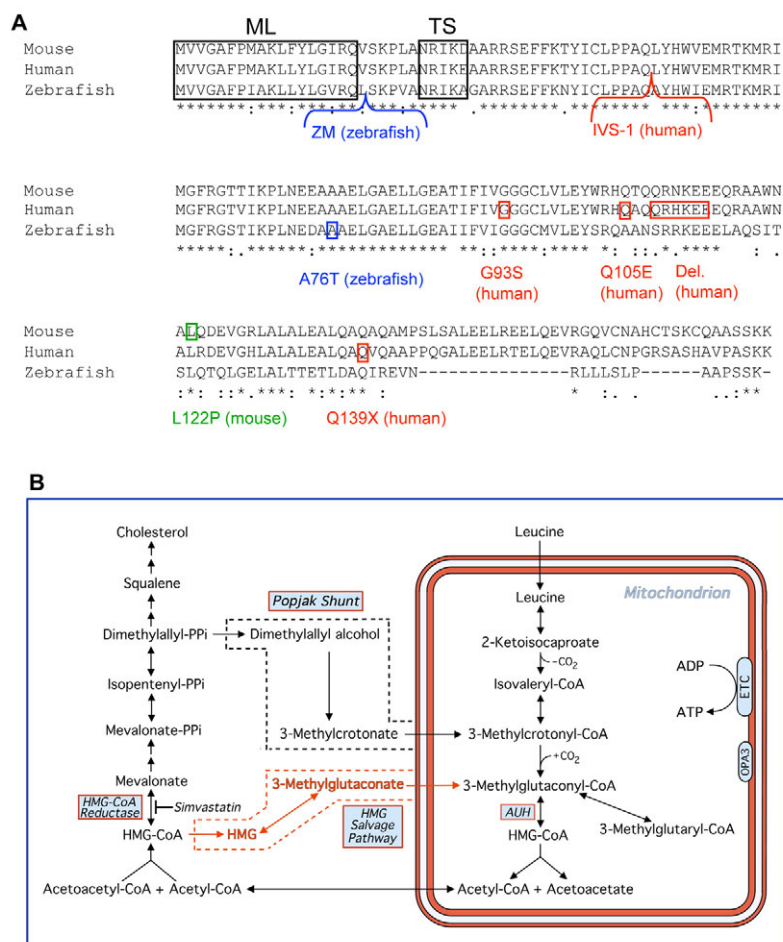 A
ML TS
Mouse MVVGAFPMAKLFYLGIRQVSKPLANRIKDAARRSEFFKTYICLPPAQLYHWVEMRTKMRI
Human MVVGAFPMAKLLYLGIRQVSKPLANRIKEAARRSEFFKTYICLPPAQLYHWVEMRTKMRI
Zebrafish MVVGAFPIAKLLYLGVRQLSKPVANRIKAGARRSEFFKNYICLPPAQAYHWIEMRTKMRI
ZM (zebrafish) IVS-1 (human)
Mouse MGFRGTTIKPLNEEAAAELGAELLGEATIFIVGGGCLVLEYWRHQTQQRNKEEEQRAAWN
Human MGFRGTVIKPLNEEAAAELGAELLGEATIFIVGGGCLVLEYWRHQAQQRHKEEEQRAAWN
Zebrafish MGFRGSTIKPLNEDAAAELGAELLGEAIIFVIGGGCMVLEYSRQAANSRRKEEELAQSIT
A76T (zebrafish) G93S (human) Q105E (human) Del. (human)
Mouse ALQDEVGRLALALEALQAQAQAMPSLSALEELREELQEVRGQVCNAHCTSKCQAASSKK
Human ALRDEVGHLALALEALQAQVQAAPPQGALEELRTELQEVRAQLCNPGRSASHAVPASKK
Zebrafish SLQTQLGELALTTETLDAQIREVN---------------RLLLSLP-----AAPSSK-
L122P (mouse) Q139X (human)
B
Cholesterol
Squalene
Dimethylallyl-PPi
Isopentenyl-PPi
Mevalonate-PPi
Mevalonate
HMG-CoA
Reductase
Simvastatin
HMG-CoA
HMG
Acetoacetyl-CoA + Acetyl-CoA
Popjak Shunt
Dimethylallyl alcohol
3-Methylcrotonate
3-Methylglutaconate
HMG
Salvage
Pathway
Leucine
Mitochondrion
Leucine
2-Ketoisocaproate
−CO2
Isovaleryl-CoA
3-Methylcrotonyl-CoA
+CO2
3-Methylglutaconyl-CoA
AUH
HMG-CoA
3-Methylglutaryl-CoA
Acetyl-CoA + Acetoacetate
ADP
ATP
ETC
OPA3